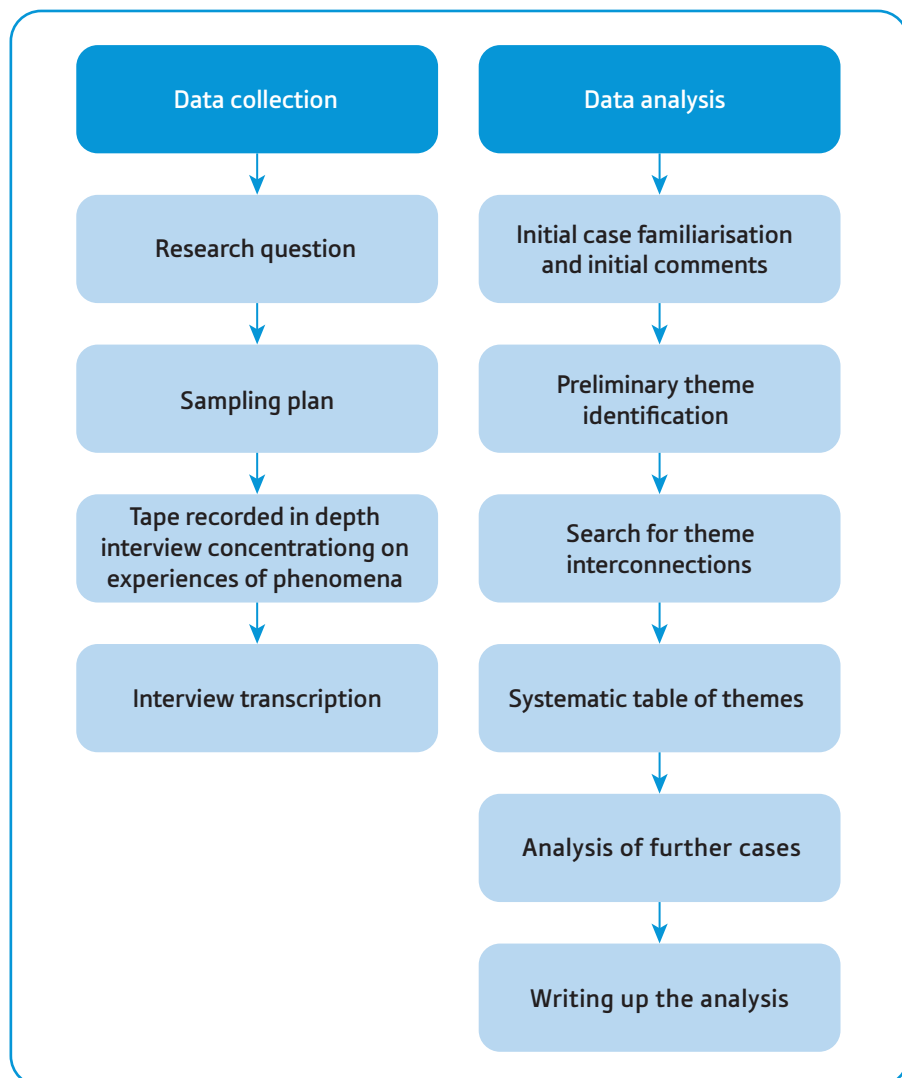 Data collection
Research question
Sampling plan
Tape recorded in depth
interview concentrationg on
experiences of phenomena
Interview transcription
Data analysis
Initial case familiarisation
and initial comments
Preliminary theme
identification
Search for theme
interconnections
Systematic table of themes
Analysis of further cases
Writing up the analysis